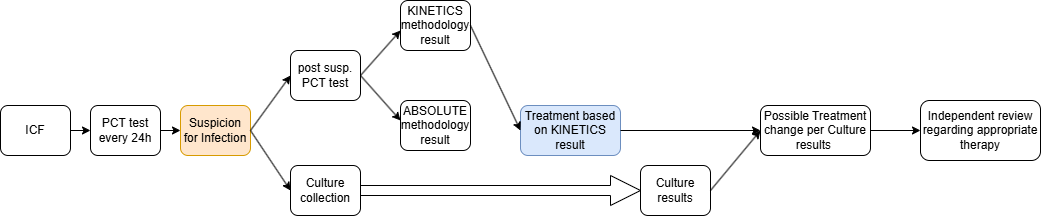 KINETICS
methodology
result
post susp.
PCT test
ABSOLUTE
methodology
result
ICF
PCT test
every 24h
Suspicion
for Infection
Treatment based
on KINETICS
result
Possible Treatment
change per Culture
results
Independent review
regarding appropriate
therapy
Culture
collection
Culture
results